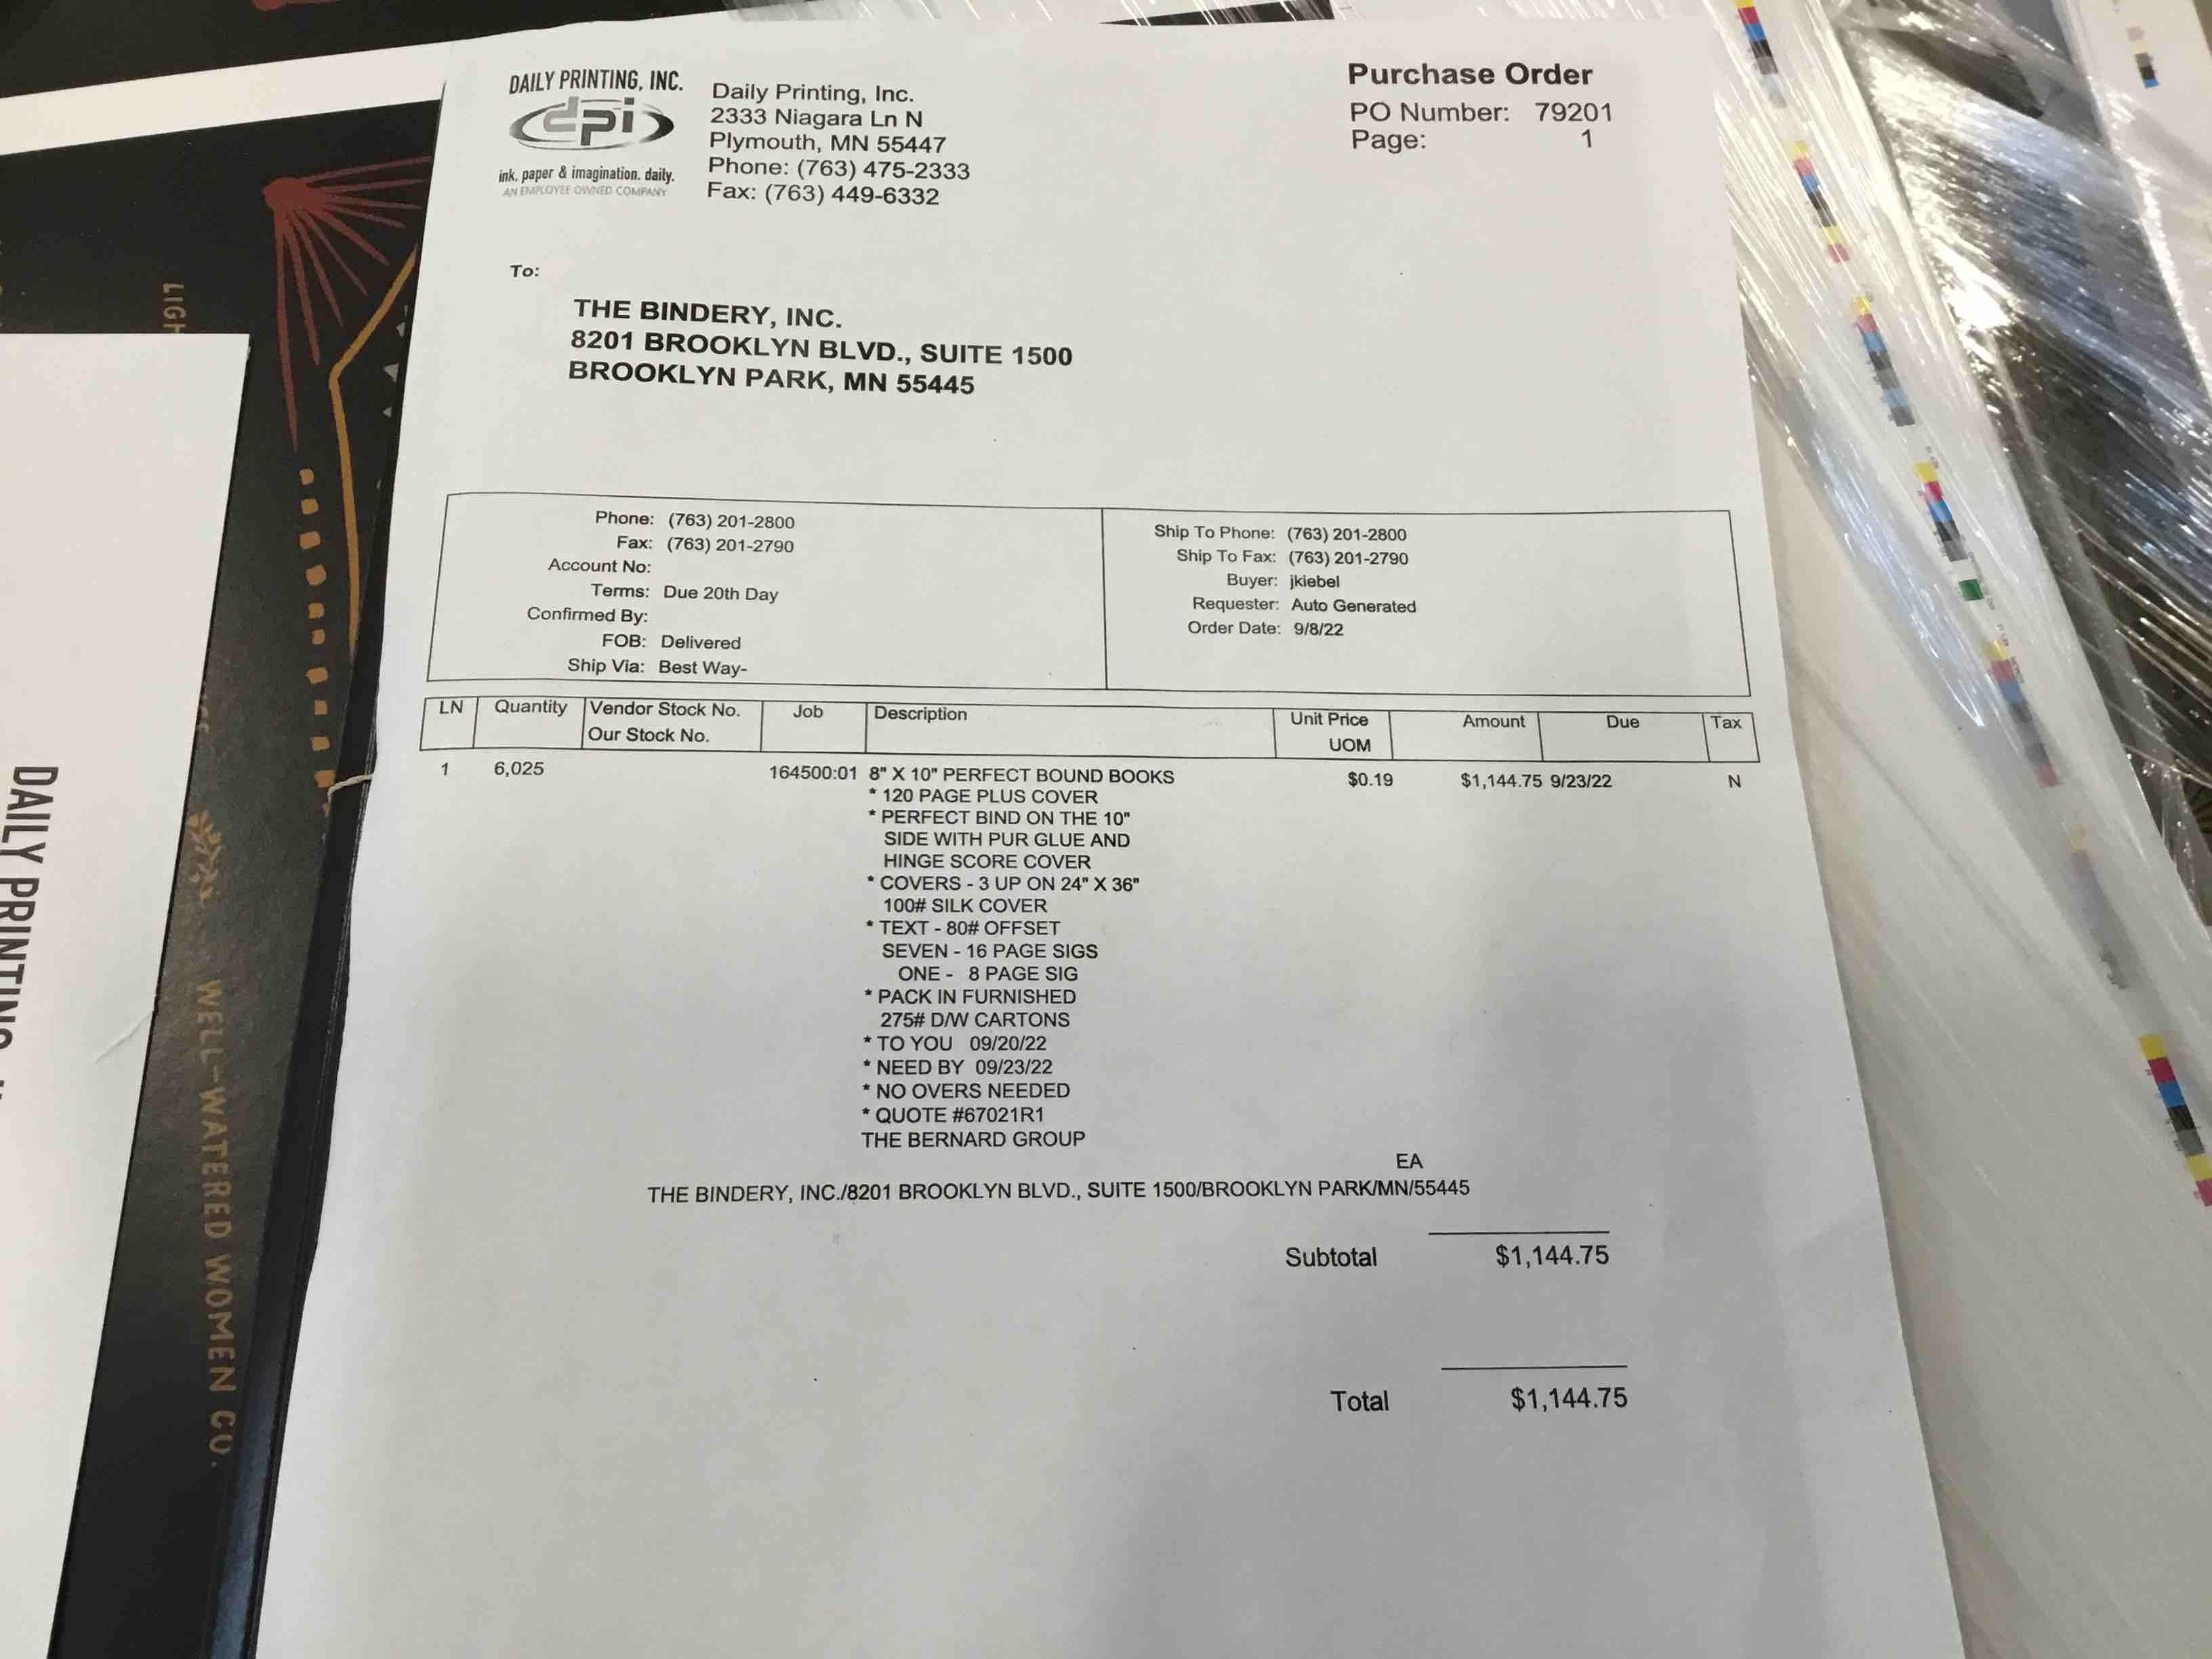 DAILY PRINTING, INC.
dpi
ink, paper & imagination. daily.
AN EMPLOYEE OWNED COMPANY
Daily Printing, Inc.
2333 Niagara Ln N
Plymouth, MN 55447
Phone: (763) 475-2333
Fax: (763) 449-6332
Purchase Order
PO Number: 79201
Page: 1
To:
THE BINDERY, INC.
8201 BROOKLYN BLVD., SUITE 1500
BROOKLYN PARK, MN 55445
Phone: (763) 201-2800
Fax: (763) 201-2790
Account No:
Terms: Due 20th Day
Confirmed By:
FOB: Delivered
Ship Via: Best Way-
Ship To Phone: (763) 201-2800
Ship To Fax: (763) 201-2790
Buyer: jkiebel
Requester: Auto Generated
Order Date: 9/8/22
LN Quantity Vendor Stock No. Job Description Unit Price Amount Due Tax
Our Stock No. UOM
1 6,025 164500:01 8" X 10" PERFECT BOUND BOOKS $0.19 $1,144.75 9/23/22 N
* 120 PAGE PLUS COVER
* PERFECT BIND ON THE 10"
SIDE WITH PUR GLUE AND
HINGE SCORE COVER
* COVERS - 3 UP ON 24" X 36"
100# SILK COVER
* TEXT - 80# OFFSET
SEVEN - 16 PAGE SIGS
ONE - 8 PAGE SIG
* PACK IN FURNISHED
275# D/W CARTONS
* TO YOU 09/20/22
* NEED BY 09/23/22
* NO OVERS NEEDED
* QUOTE #67021R1
THE BERNARD GROUP
EA
THE BINDERY, INC./8201 BROOKLYN BLVD., SUITE 1500/BROOKLYN PARK/MN/55445
Subtotal $1,144.75
Total $1,144.75
WELL-WATERED WOMEN CO.
DAILY PRINTING